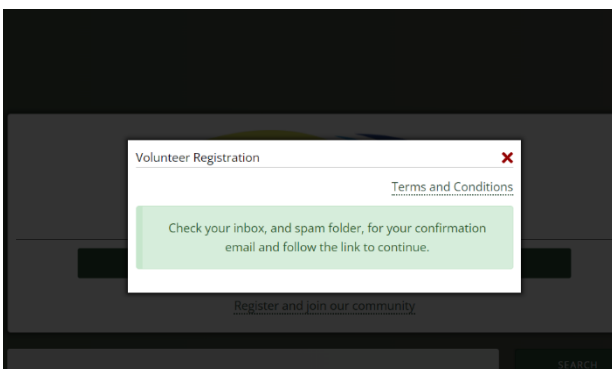 Volunteer Registration
Terms and Conditions
Check your inbox, and spam folder, for your confirmation
email and follow the link to continue.
Register and join our community
SEARCH